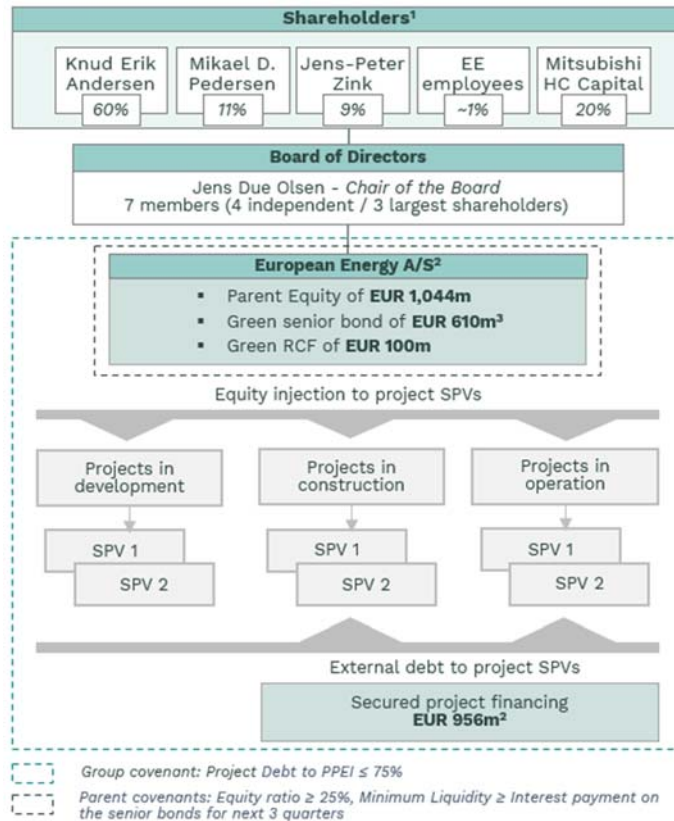 Shareholders¹
Knud Erik
Andersen
60%
Mikael D.
Pedersen
11%
Jens-Peter
Zink
9%
EE
employees
~1%
Mitsubishi
HC Capital
20%
Board of Directors
Jens Due Olsen - Chair of the Board
7 members (4 independent / 3 largest shareholders)
European Energy A/S²
▪ Parent Equity of EUR 1,044m
▪ Green senior bond of EUR 610m³
▪ Green RCF of EUR 100m
Equity injection to project SPVs
Projects in
development
Projects in
construction
Projects in
operation
SPV 1
SPV 2
SPV 1
SPV 2
SPV 1
SPV 2
External debt to project SPVs
Secured project financing
EUR 956m²
Group covenant: Project Debt to PPEI ≤ 75%
Parent covenants: Equity ratio ≥ 25%, Minimum Liquidity ≥ Interest payment on
the senior bonds for next 3 quarters